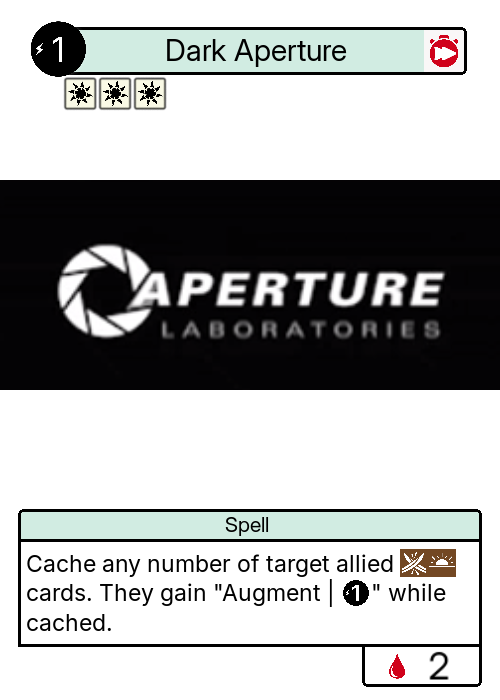 1
Dark Aperture
APERTURE
LABORATORIES
Spell
Cache any number of target allied
cards. They gain "Augment | 1" while
cached.
2